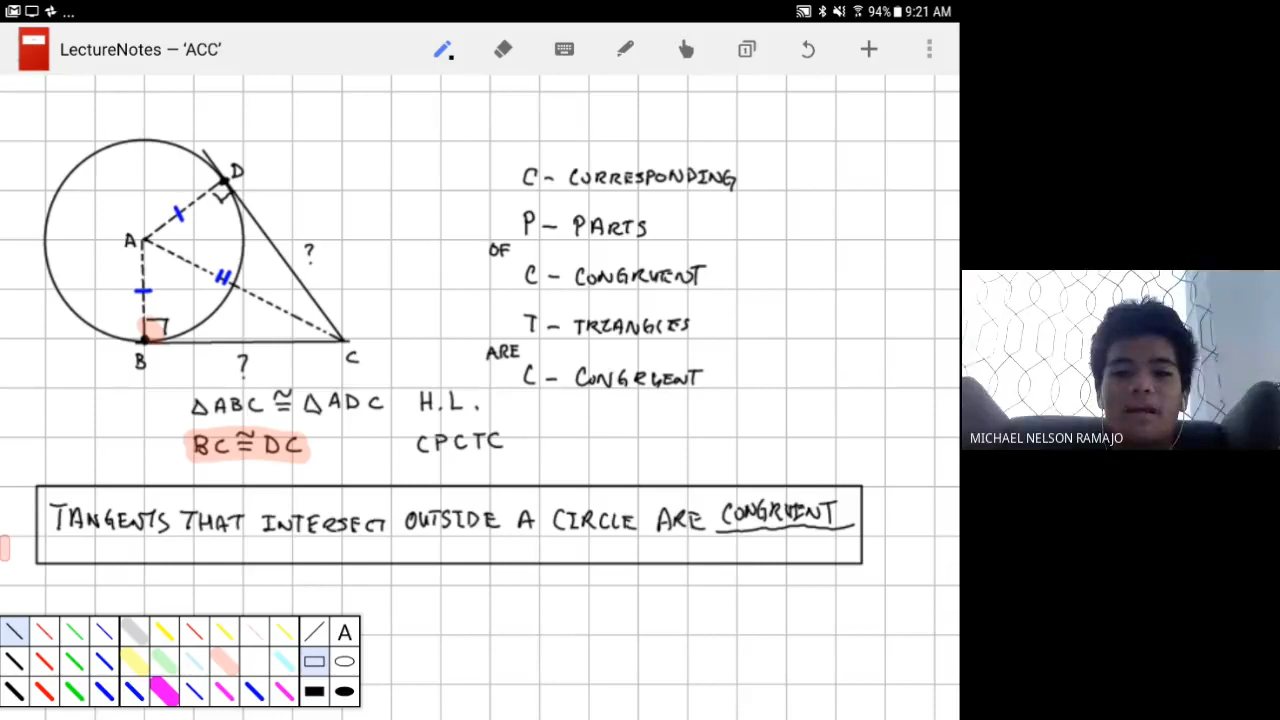 ... 94% 9:21 AM
LectureNotes – ‘ACC’
D
A
?
B
?
C
△ABC ≅ △ADC H.L.
BC ≅ DC CPCTC
C - CORRESPONDING
P - PARTS
OF
C - CONGRUENT
T - TRIANGLES
ARE
C - CONGRUENT
TANGENTS THAT INTERSECT OUTSIDE A CIRCLE ARE CONGRUENT
A
1
MICHAEL NELSON RAMAJO